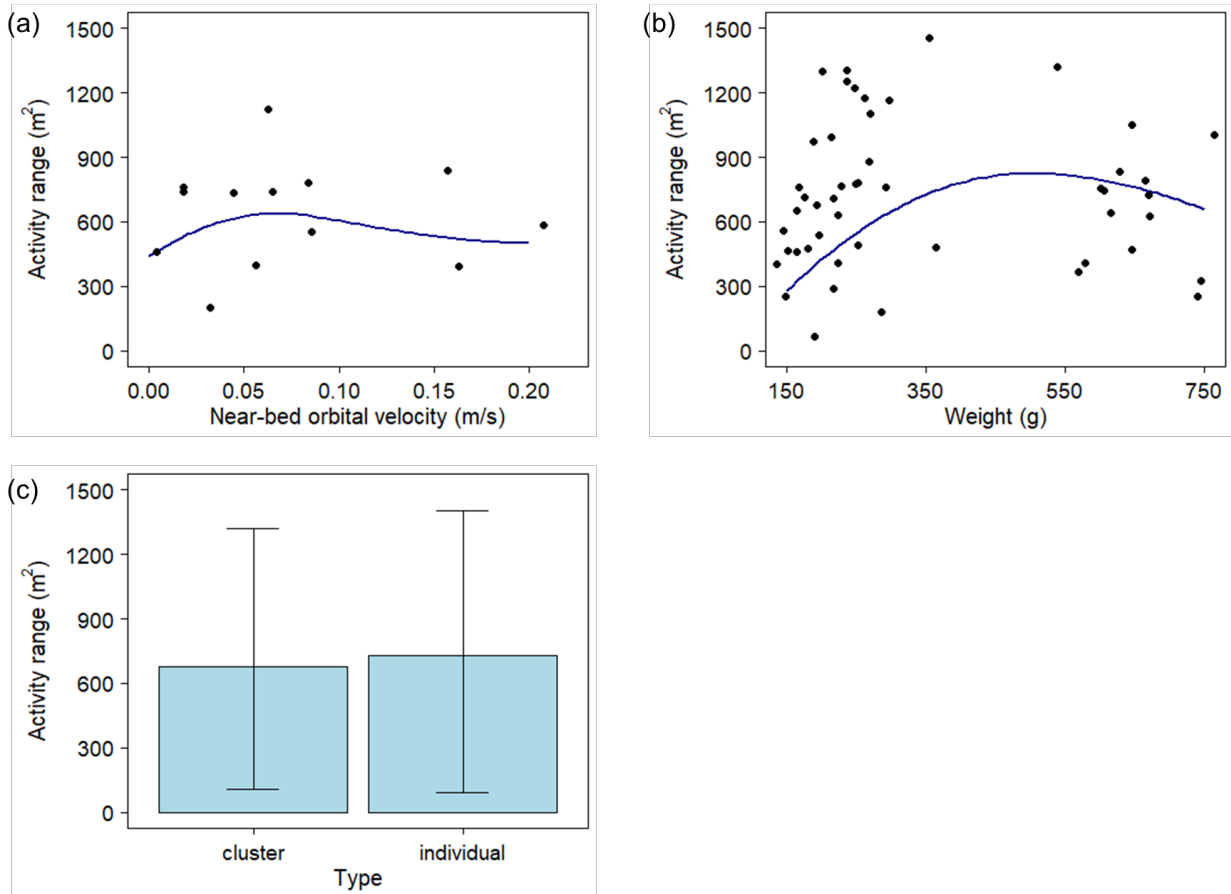 (a)
1500
1200
900
600
300
0
Activity range (m²)
0.00 0.05 0.10 0.15 0.20
Near-bed orbital velocity (m/s)
(b)
1500
1200
900
600
300
0
Activity range (m²)
150 350 550 750
Weight (g)
(c)
1500
1200
900
600
300
0
Activity range (m²)
cluster individual
Type